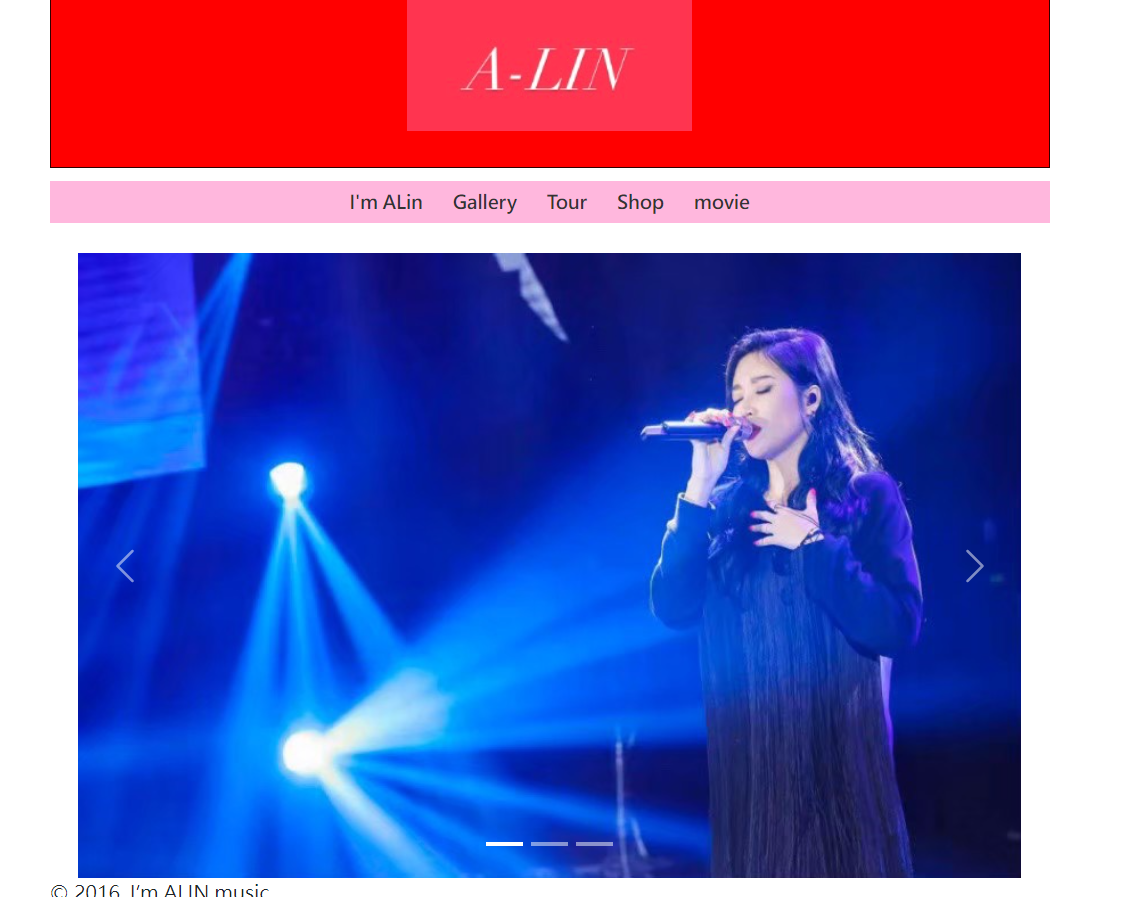 A-LIN
I'm ALin Gallery Tour Shop movie
© 2016, I’m ALIN music